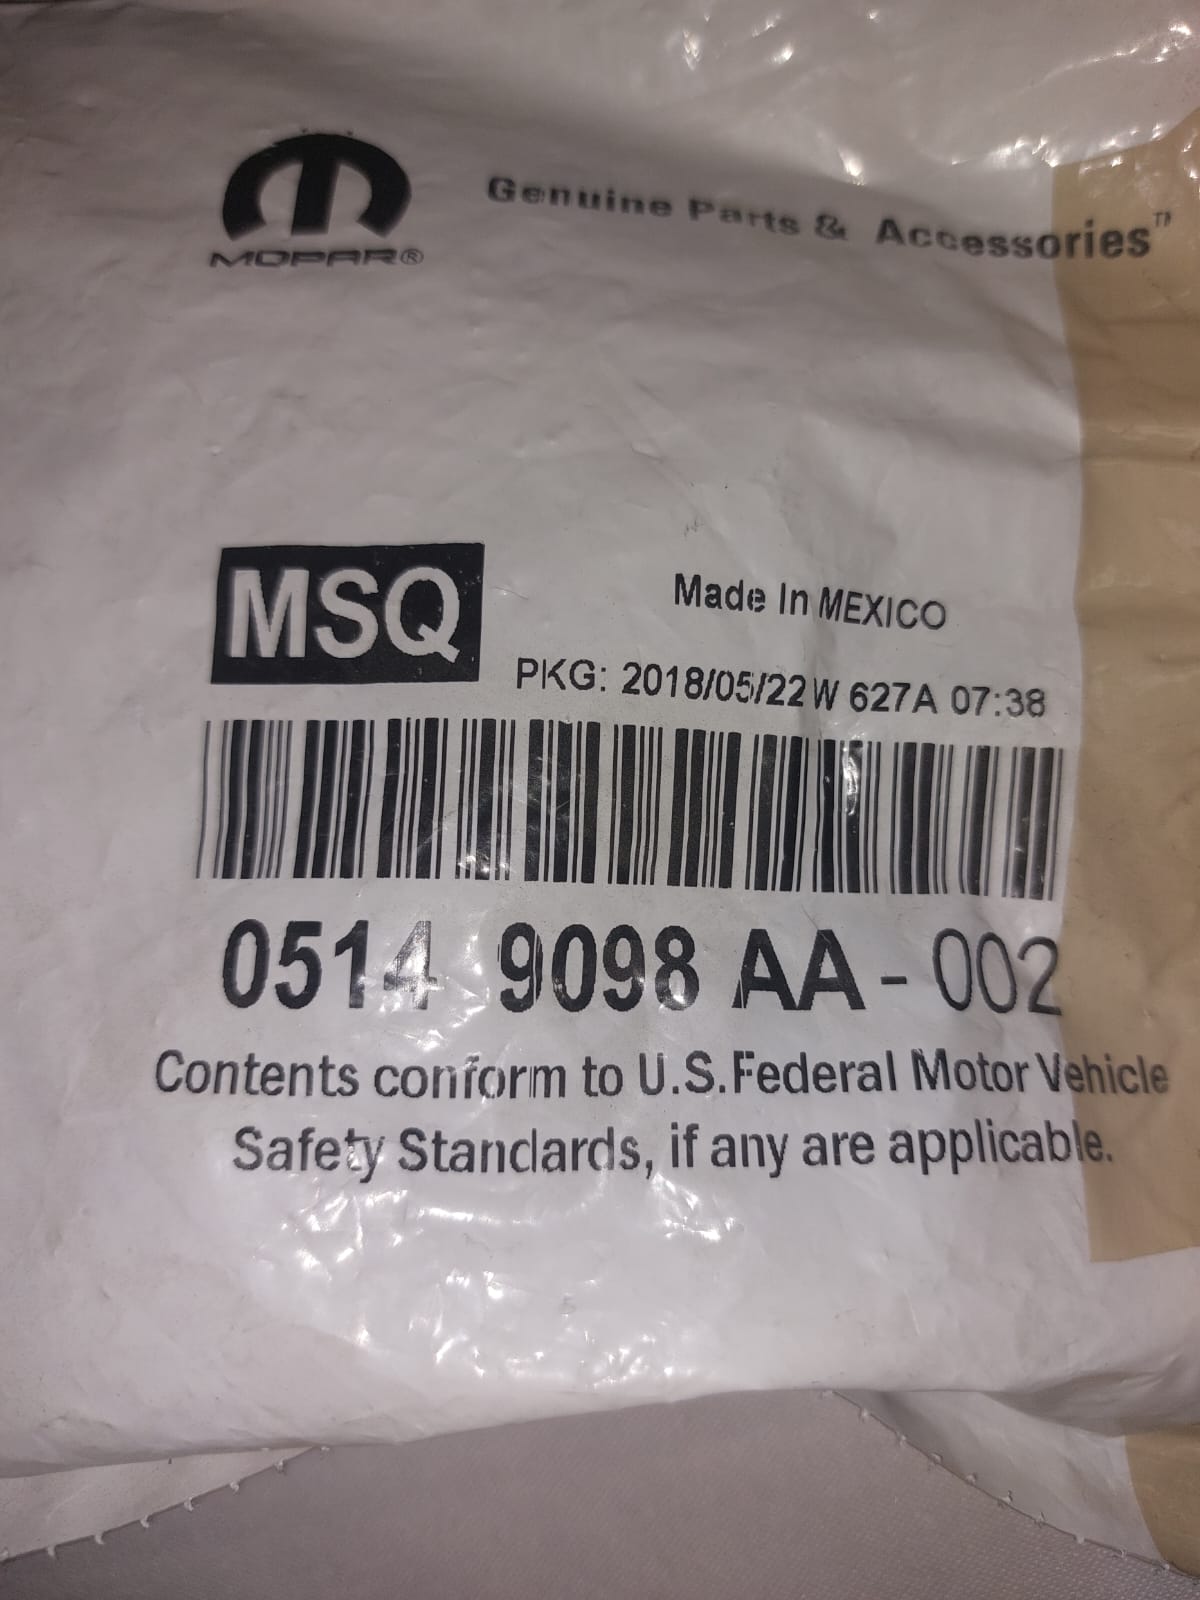 MOPAR®
Genuine Parts & Accessories™
MSQ
Made In MEXICO
PKG: 2018/05/22 W 627A 07:38
0514 9098 AA - 002
Contents conform to U.S. Federal Motor Vehicle
Safety Standards, if any are applicable.